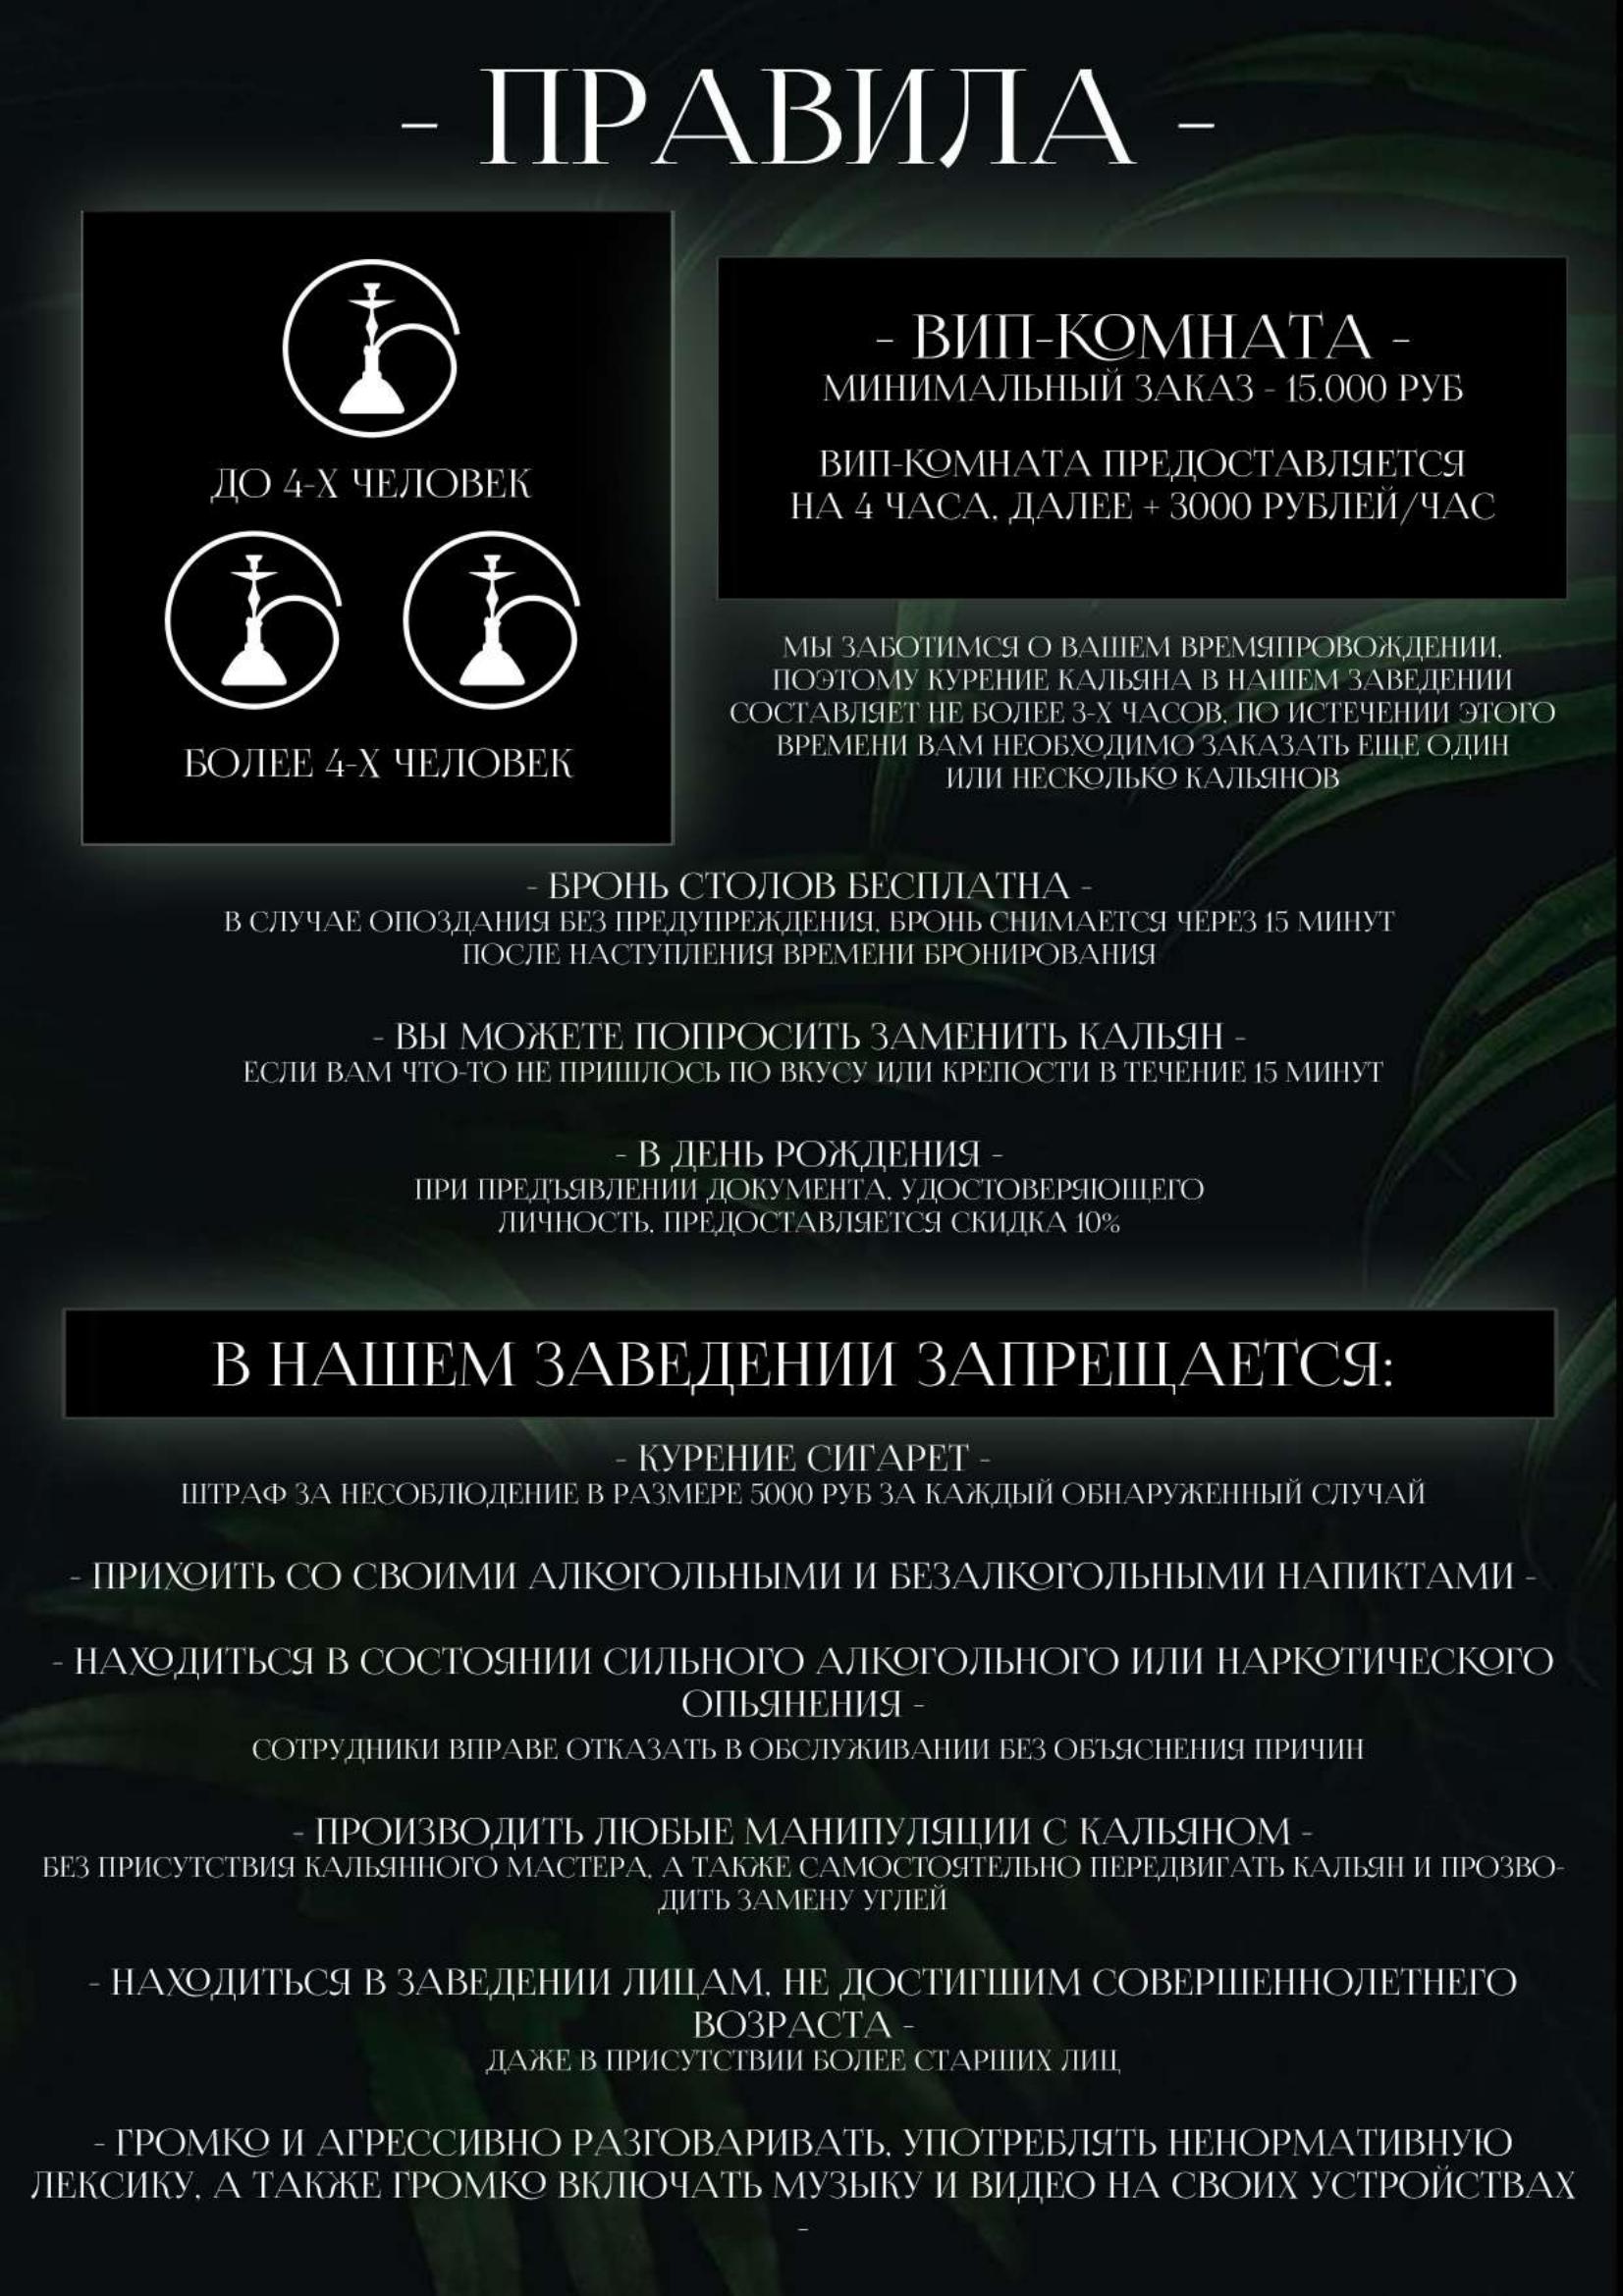 - ПРАВИЛА -
ДО 4-Х ЧЕЛОВЕК
БОЛЕЕ 4-Х ЧЕЛОВЕК
- ВИП-КОМНАТА -
МИНИМАЛЬНЫЙ ЗАКАЗ - 15.000 РУБ
ВИП-КОМНАТА ПРЕДОСТАВЛЯЕТСЯ
НА 4 ЧАСА, ДАЛЕЕ + 3000 РУБЛЕЙ/ЧАС
МЫ ЗАБОТИМСЯ О ВАШЕМ ВРЕМЯПРОВОЖДЕНИИ,
ПОЭТОМУ КУРЕНИЕ КАЛЬЯНА В НАШЕМ ЗАВЕДЕНИИ
СОСТАВЛЯЕТ НЕ БОЛЕЕ 3-Х ЧАСОВ, ПО ИСТЕЧЕНИИ ЭТОГО
ВРЕМЕНИ ВАМ НЕОБХОДИМО ЗАКАЗАТЬ ЕЩЕ ОДИН
ИЛИ НЕСКОЛЬКО КАЛЬЯНОВ
- БРОНЬ СТОЛОВ БЕСПЛАТНА -
В СЛУЧАЕ ОПОЗДАНИЯ БЕЗ ПРЕДУПРЕЖДЕНИЯ, БРОНЬ СНИМАЕТСЯ ЧЕРЕЗ 15 МИНУТ
ПОСЛЕ НАСТУПЛЕНИЯ ВРЕМЕНИ БРОНИРОВАНИЯ
- ВЫ МОЖЕТЕ ПОПРОСИТЬ ЗАМЕНИТЬ КАЛЬЯН -
ЕСЛИ ВАМ ЧТО-ТО НЕ ПРИШЛОСЬ ПО ВКУСУ ИЛИ КРЕПОСТИ В ТЕЧЕНИЕ 15 МИНУТ
- В ДЕНЬ РОЖДЕНИЯ -
ПРИ ПРЕДЪЯВЛЕНИИ ДОКУМЕНТА, УДОСТОВЕРЯЮЩЕГО
ЛИЧНОСТЬ, ПРЕДОСТАВЛЯЕТСЯ СКИДКА 10%
В НАШЕМ ЗАВЕДЕНИИ ЗАПРЕЩАЕТСЯ:
- КУРЕНИЕ СИГАРЕТ -
ШТРАФ ЗА НЕСОБЛЮДЕНИЕ В РАЗМЕРЕ 5000 РУБ ЗА КАЖДЫЙ ОБНАРУЖЕННЫЙ СЛУЧАЙ
- ПРИХОИТЬ СО СВОИМИ АЛКОГОЛЬНЫМИ И БЕЗАЛКОГОЛЬНЫМИ НАПИКТАМИ -
- НАХОДИТЬСЯ В СОСТОЯНИИ СИЛЬНОГО АЛКОГОЛЬНОГО ИЛИ НАРКОТИЧЕСКОГО
ОПЬЯНЕНИЯ -
СОТРУДНИКИ ВПРАВЕ ОТКАЗАТЬ В ОБСЛУЖИВАНИИ БЕЗ ОБЪЯСНЕНИЯ ПРИЧИН
- ПРОИЗВОДИТЬ ЛЮБЫЕ МАНИПУЛЯЦИИ С КАЛЬЯНОМ -
БЕЗ ПРИСУТСТВИЯ КАЛЬЯННОГО МАСТЕРА, А ТАКЖЕ САМОСТОЯТЕЛЬНО ПЕРЕДВИГАТЬ КАЛЬЯН И ПРОЗВО-
ДИТЬ ЗАМЕНУ УГЛЕЙ
- НАХОДИТЬСЯ В ЗАВЕДЕНИИ ЛИЦАМ, НЕ ДОСТИГШИМ СОВЕРШЕННОЛЕТНЕГО
ВОЗРАСТА -
ДАЖЕ В ПРИСУТСТВИИ БОЛЕЕ СТАРШИХ ЛИЦ
- ГРОМКО И АГРЕССИВНО РАЗГОВАРИВАТЬ, УПОТРЕБЛЯТЬ НЕНОРМАТИВНУЮ
ЛЕКСИКУ, А ТАКЖЕ ГРОМКО ВКЛЮЧАТЬ МУЗЫКУ И ВИДЕО НА СВОИХ УСТРОЙСТВАХ
-